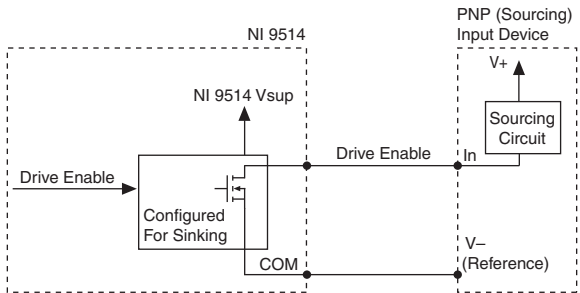 PNP (Sourcing)
Input Device
NI 9514
V+
NI 9514 Vsup
Sourcing
Circuit
Drive Enable
In
Drive Enable
Configured
For Sinking
V–
(Reference)
COM